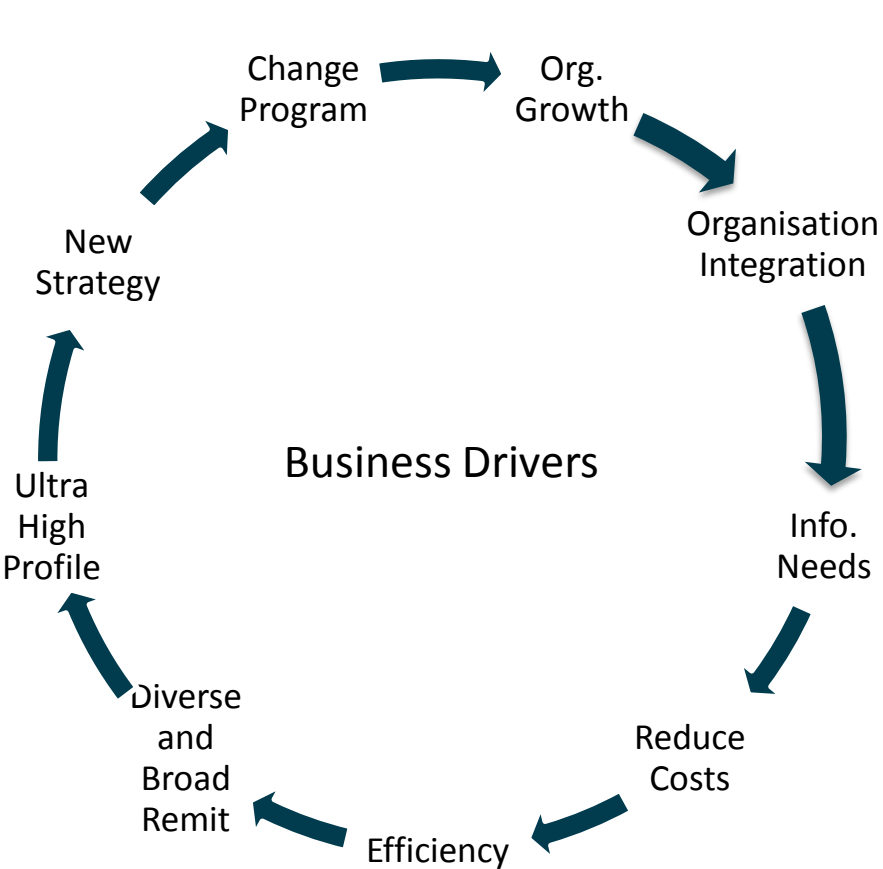 Change
Program
Org.
Growth
Organisation
Integration
Info.
Needs
Reduce
Costs
Efficiency
Diverse
and
Broad
Remit
Ultra
High
Profile
New
Strategy
Business Drivers